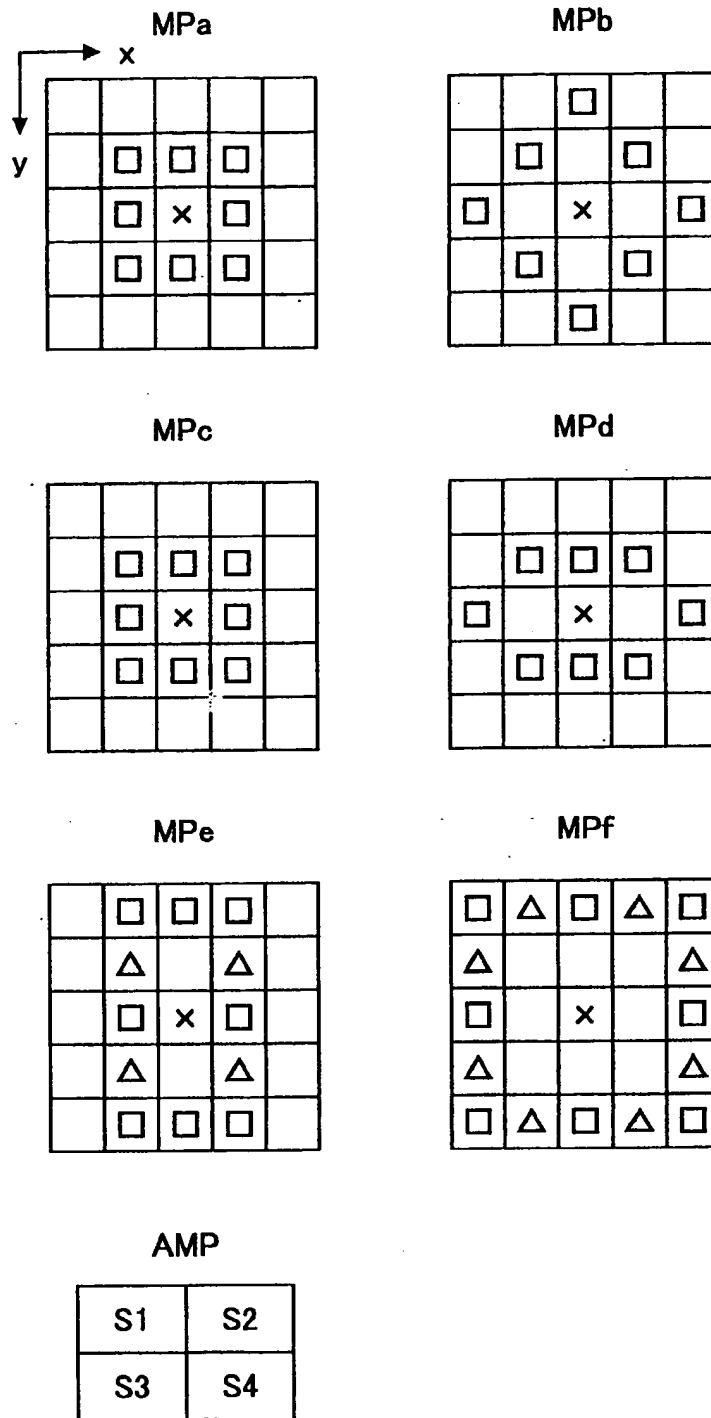 MPa
MPb
x
y
×
×
MPc
MPd
×
×
MPe
MPf
×
×
AMP
S1 S2
S3 S4